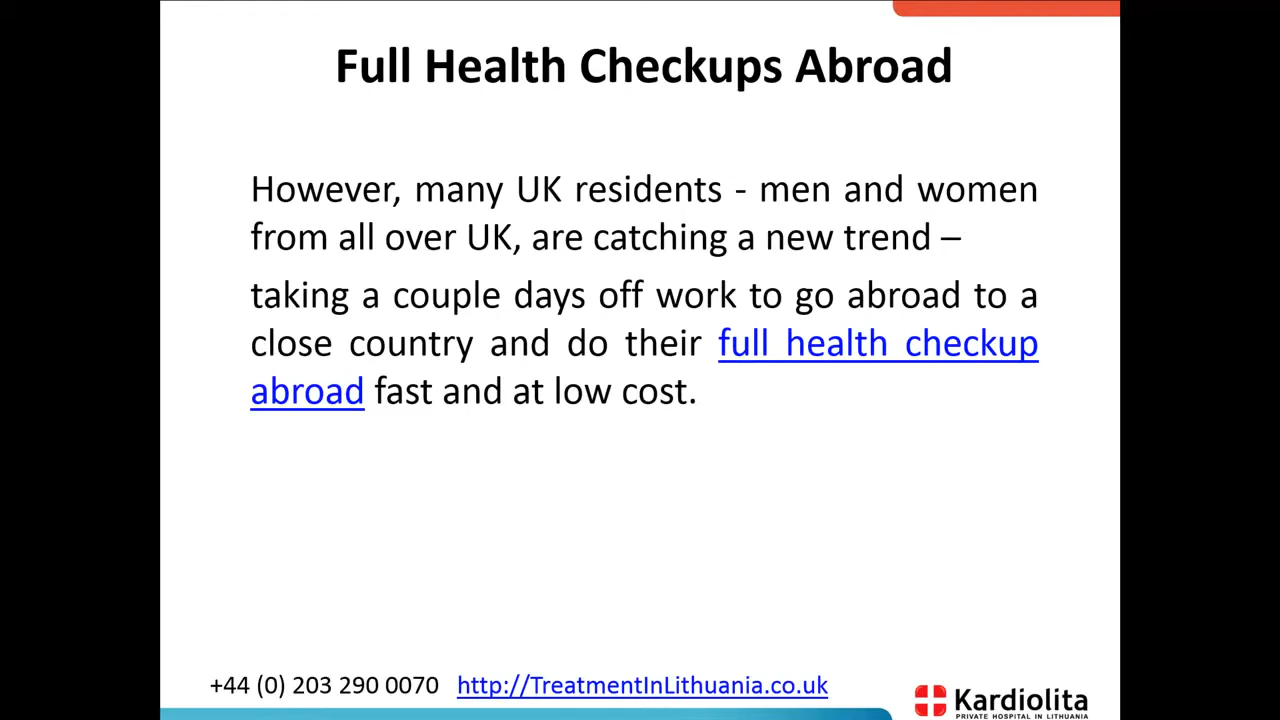 Full Health Checkups Abroad
However, many UK residents - men and women
from all over UK, are catching a new trend –
taking a couple days off work to go abroad to a
close country and do their full health checkup
abroad fast and at low cost.
+44 (0) 203 290 0070 http://TreatmentInLithuania.co.uk
Kardiolita
PRIVATE HOSPITAL IN LITHUANIA